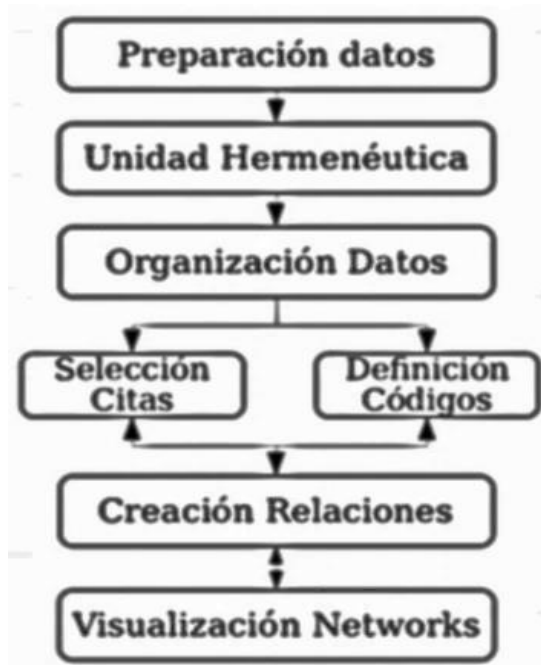 Preparación datos
Unidad Hermenéutica
Organización Datos
Selección
Citas
Definición
Códigos
Creación Relaciones
Visualización Networks